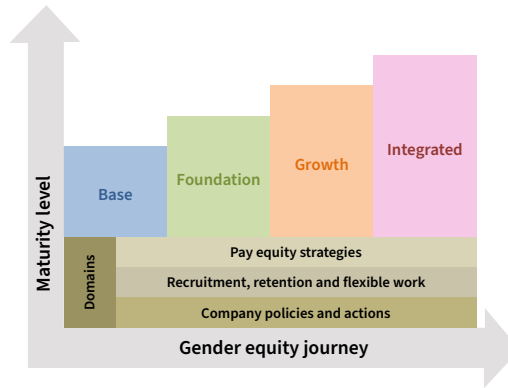 Maturity level
Base
Foundation
Growth
Integrated
Domains
Pay equity strategies
Recruitment, retention and flexible work
Company policies and actions
Gender equity journey